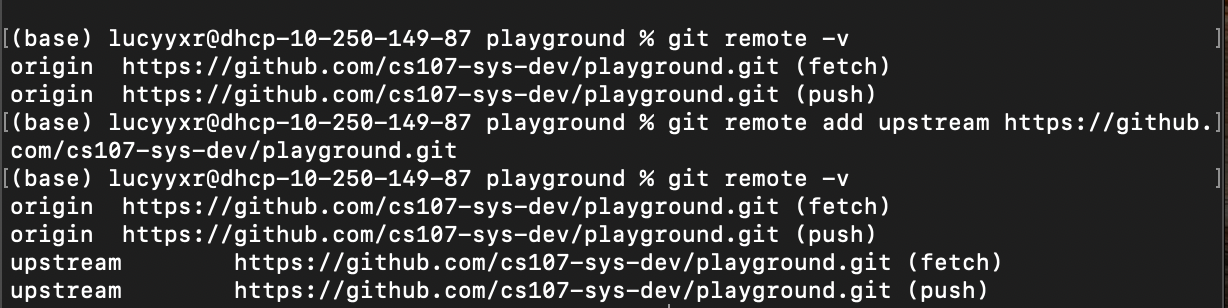 [(base) lucyyxr@dhcp-10-250-149-87 playground % git remote -v ]
origin  https://github.com/cs107-sys-dev/playground.git (fetch)
origin  https://github.com/cs107-sys-dev/playground.git (push)
[(base) lucyyxr@dhcp-10-250-149-87 playground % git remote add upstream https://github.]
com/cs107-sys-dev/playground.git
[(base) lucyyxr@dhcp-10-250-149-87 playground % git remote -v ]
origin  https://github.com/cs107-sys-dev/playground.git (fetch)
origin  https://github.com/cs107-sys-dev/playground.git (push)
upstream        https://github.com/cs107-sys-dev/playground.git (fetch)
upstream        https://github.com/cs107-sys-dev/playground.git (push)